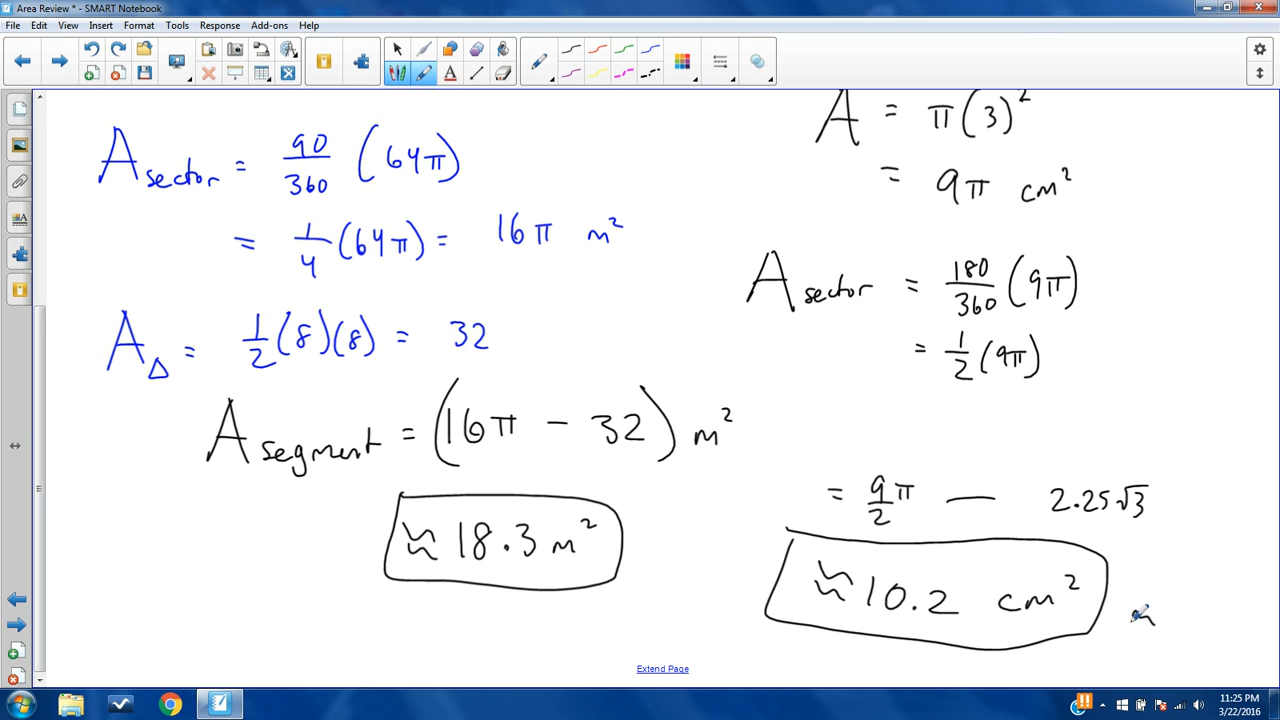 Area Review * - SMART Notebook
File Edit View Insert Format Tools Response Add-ons Help
A sector = 90/360 (64π)
= 1/4 (64π) = 16π m²
A△ = 1/2 (8)(8) = 32
A segment = (16π − 32) m²
≈ 18.3 m²
A = π(3)²
= 9π cm²
A sector = 180/360 (9π)
= 1/2 (9π)
= 9/2 π — 2.25√3
≈ 10.2 cm²
Extend Page
11:25 PM
3/22/2016